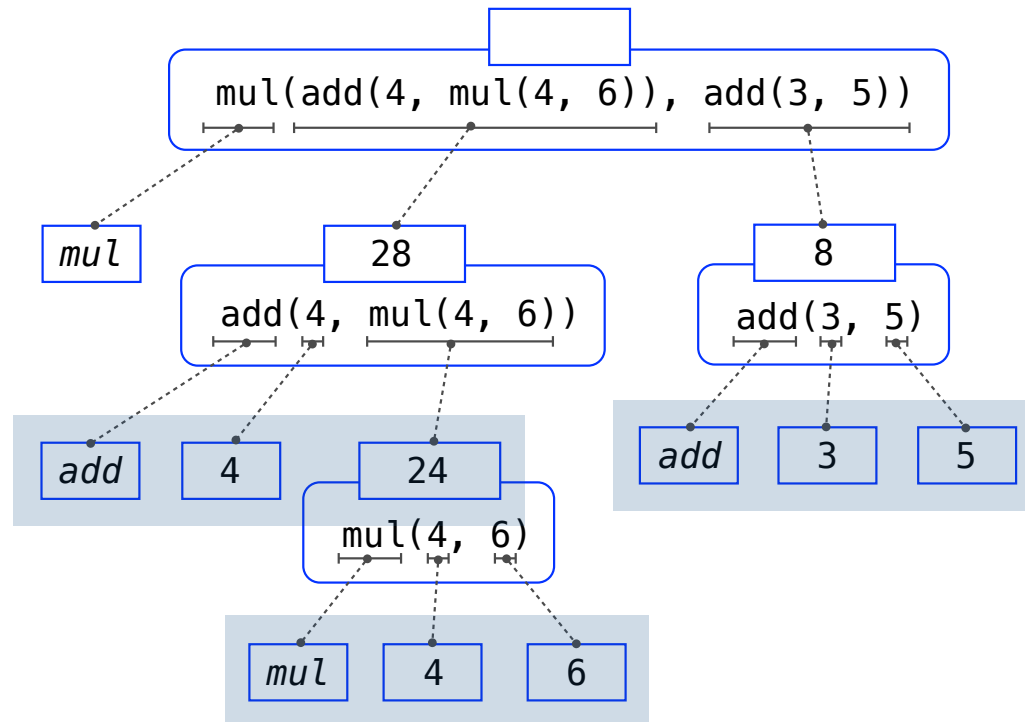 mul(add(4, mul(4, 6)), add(3, 5))
mul
28
8
add(4, mul(4, 6))
add(3, 5)
add
4
24
add
3
5
mul(4, 6)
mul
4
6